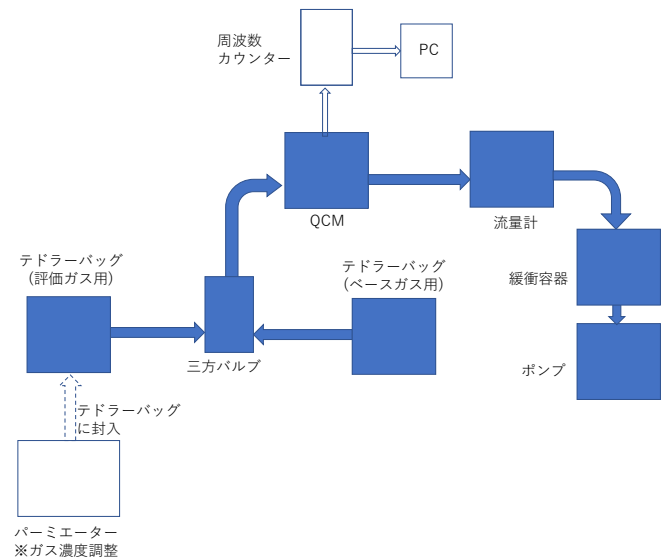 周波数
カウンター
PC
QCM
流量計
テドラーバッグ
(評価ガス用)
テドラーバッグ
(ベースガス用)
緩衝容器
三方バルブ
ポンプ
テドラーバッグ
に封入
パーミエーター
※ガス濃度調整